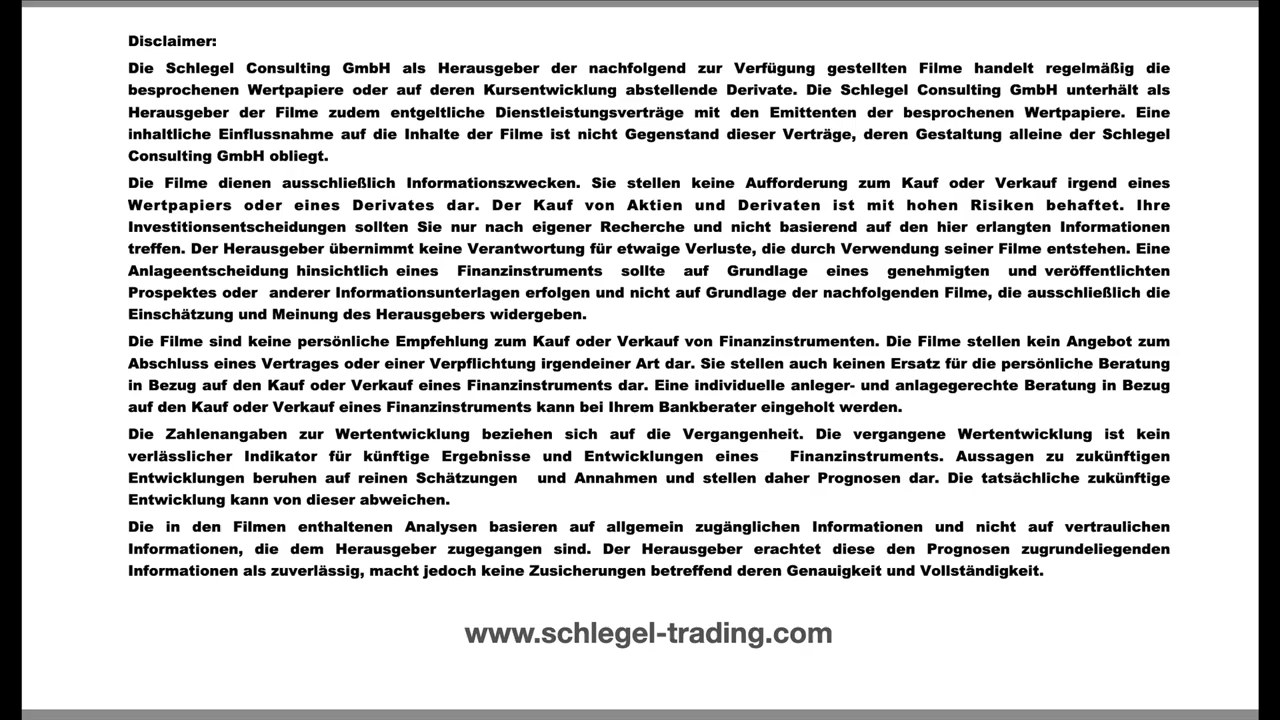 Disclaimer:
Die Schlegel Consulting GmbH als Herausgeber der nachfolgend zur Verfügung gestellten Filme handelt regelmäßig die
besprochenen Wertpapiere oder auf deren Kursentwicklung abstellende Derivate. Die Schlegel Consulting GmbH unterhält als
Herausgeber der Filme zudem entgeltliche Dienstleistungsverträge mit den Emittenten der besprochenen Wertpapiere. Eine
inhaltliche Einflussnahme auf die Inhalte der Filme ist nicht Gegenstand dieser Verträge, deren Gestaltung alleine der Schlegel
Consulting GmbH obliegt.
Die Filme dienen ausschließlich Informationszwecken. Sie stellen keine Aufforderung zum Kauf oder Verkauf irgend eines
Wertpapiers oder eines Derivates dar. Der Kauf von Aktien und Derivaten ist mit hohen Risiken behaftet. Ihre
Investitionsentscheidungen sollten Sie nur nach eigener Recherche und nicht basierend auf den hier erlangten Informationen
treffen. Der Herausgeber übernimmt keine Verantwortung für etwaige Verluste, die durch Verwendung seiner Filme entstehen. Eine
Anlageentscheidung hinsichtlich eines Finanzinstruments sollte auf Grundlage eines genehmigten und veröffentlichten
Prospektes oder anderer Informationsunterlagen erfolgen und nicht auf Grundlage der nachfolgenden Filme, die ausschließlich die
Einschätzung und Meinung des Herausgebers widergeben.
Die Filme sind keine persönliche Empfehlung zum Kauf oder Verkauf von Finanzinstrumenten. Die Filme stellen kein Angebot zum
Abschluss eines Vertrages oder einer Verpflichtung irgendeiner Art dar. Sie stellen auch keinen Ersatz für die persönliche Beratung
in Bezug auf den Kauf oder Verkauf eines Finanzinstruments dar. Eine individuelle anleger- und anlagegerechte Beratung in Bezug
auf den Kauf oder Verkauf eines Finanzinstruments kann bei Ihrem Bankberater eingeholt werden.
Die Zahlenangaben zur Wertentwicklung beziehen sich auf die Vergangenheit. Die vergangene Wertentwicklung ist kein
verlässlicher Indikator für künftige Ergebnisse und Entwicklungen eines Finanzinstruments. Aussagen zu zukünftigen
Entwicklungen beruhen auf reinen Schätzungen und Annahmen und stellen daher Prognosen dar. Die tatsächliche zukünftige
Entwicklung kann von dieser abweichen.
Die in den Filmen enthaltenen Analysen basieren auf allgemein zugänglichen Informationen und nicht auf vertraulichen
Informationen, die dem Herausgeber zugegangen sind. Der Herausgeber erachtet diese den Prognosen zugrundeliegenden
Informationen als zuverlässig, macht jedoch keine Zusicherungen betreffend deren Genauigkeit und Vollständigkeit.
www.schlegel-trading.com